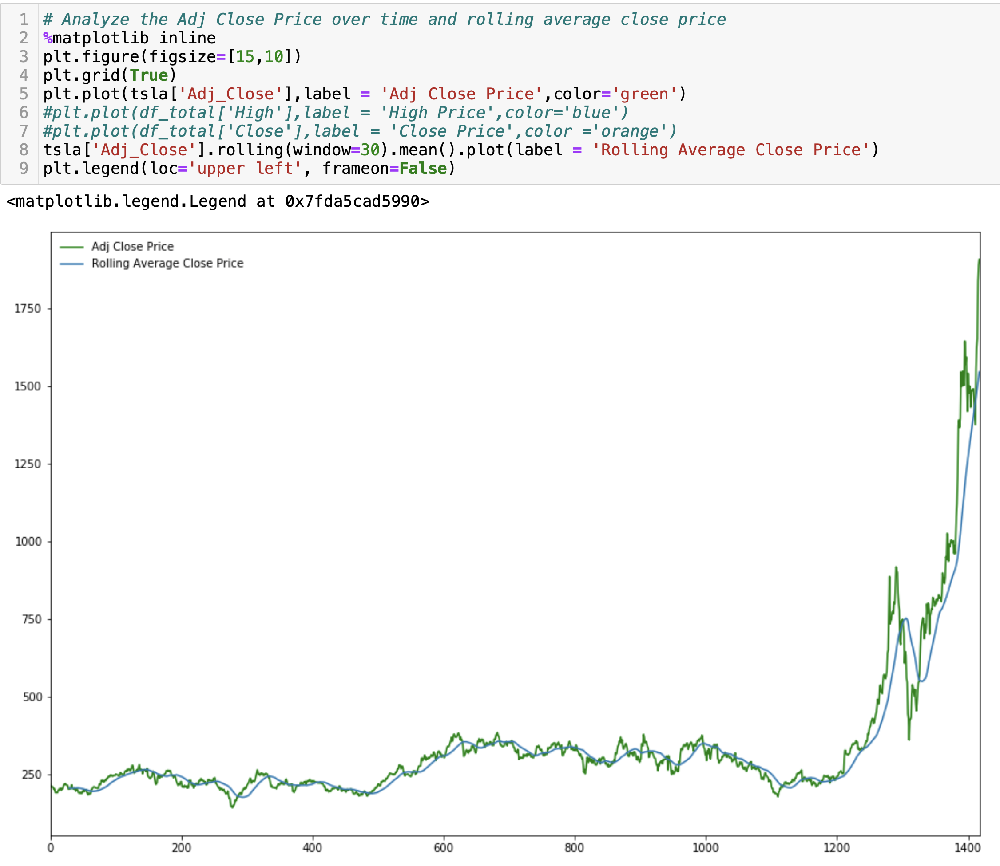 1 # Analyze the Adj Close Price over time and rolling average close price
2 %matplotlib inline
3 plt.figure(figsize=[15,10])
4 plt.grid(True)
5 plt.plot(tsla['Adj_Close'],label = 'Adj Close Price',color='green')
6 #plt.plot(df_total['High'],label = 'High Price',color='blue')
7 #plt.plot(df_total['Close'],label = 'Close Price',color ='orange')
8 tsla['Adj_Close'].rolling(window=30).mean().plot(label = 'Rolling Average Close Price')
9 plt.legend(loc='upper left', frameon=False)
<matplotlib.legend.Legend at 0x7fda5cad5990>
Adj Close Price
Rolling Average Close Price
1750
1500
1250
1000
750
500
250
0 200 400 600 800 1000 1200 1400